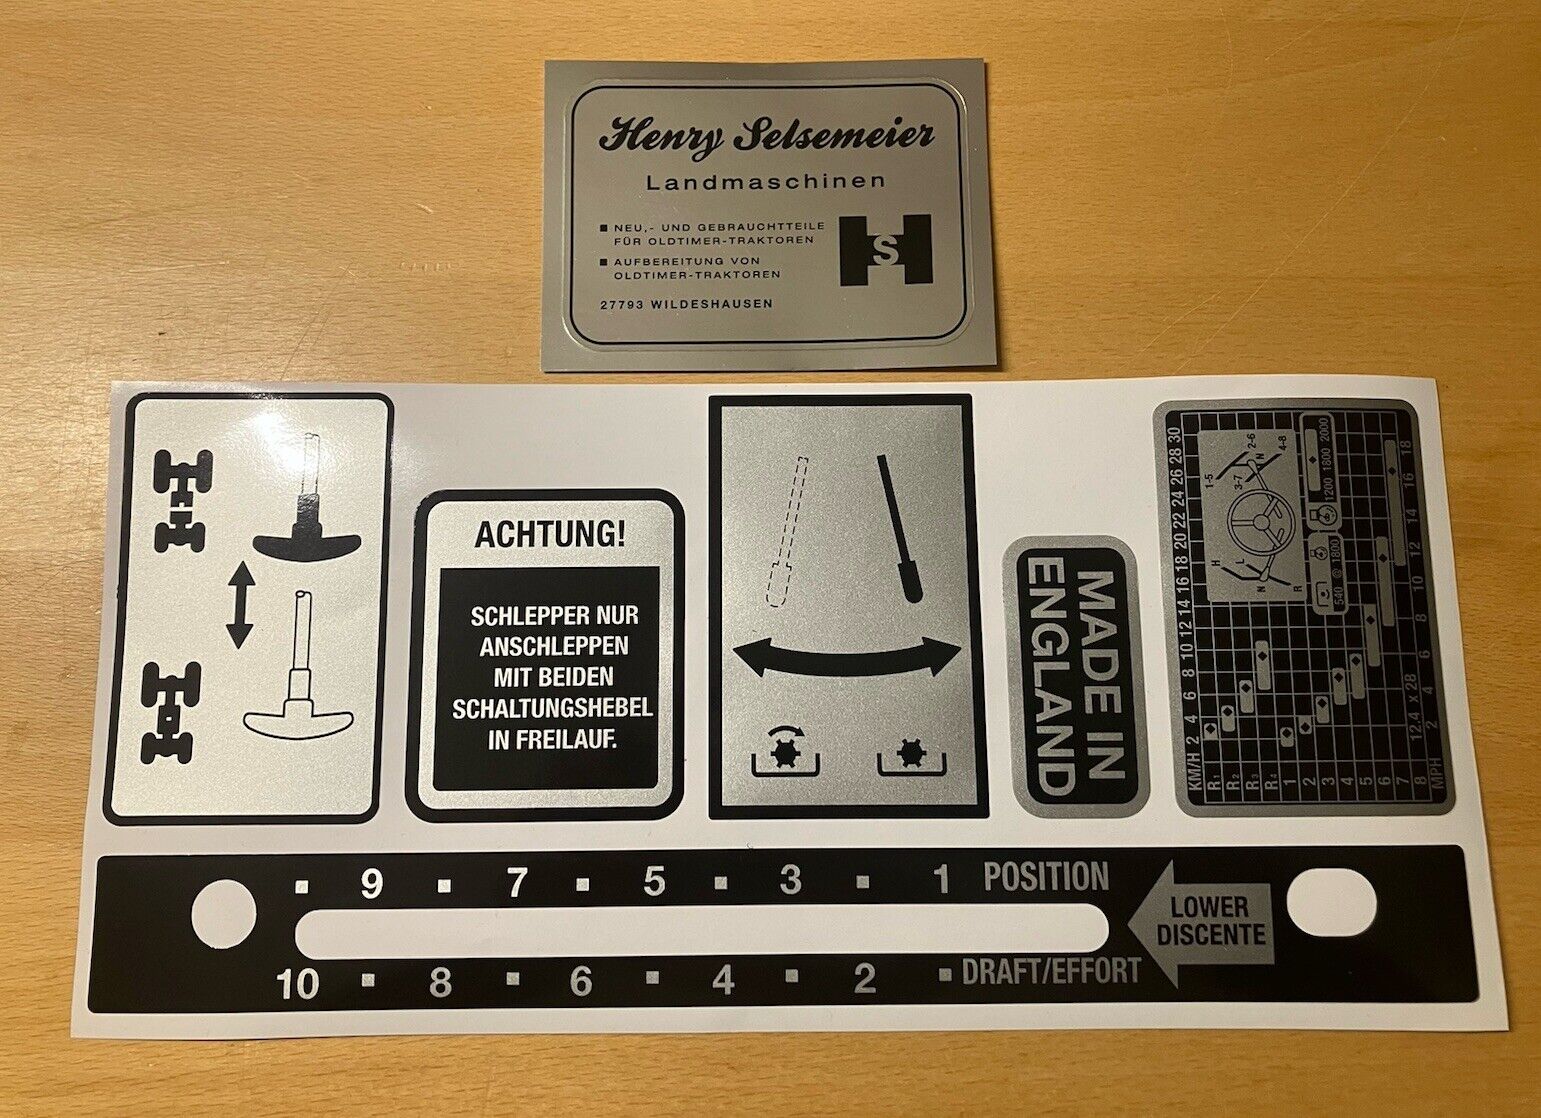 Henry Selsemeier
Landmaschinen
NEU,- UND GEBRAUCHTTEILE
FÜR OLDTIMER-TRAKTOREN
AUFBEREITUNG VON
OLDTIMER-TRAKTOREN
27793 WILDESHAUSEN
HS
ACHTUNG!
SCHLEPPER NUR
ANSCHLEPPEN
MIT BEIDEN
SCHALTUNGSHEBEL
IN FREILAUF.
MADE IN
ENGLAND
KM/H 2 4 6 8 10 12 14 16 18 20 22 24 26 28 30
R1
R2
R3
R4
1
2
3
4
5
6
7
8
12.4 x 28
MPH 2 4 6 8 10 12 14 16 18
H
L
N
R
1-5
3-7
N
2-6
4-8
540 @ 1800
1200 1800 2000
9 7 5 3 1 POSITION
LOWER
DISCENTE
10 8 6 4 2 DRAFT/EFFORT